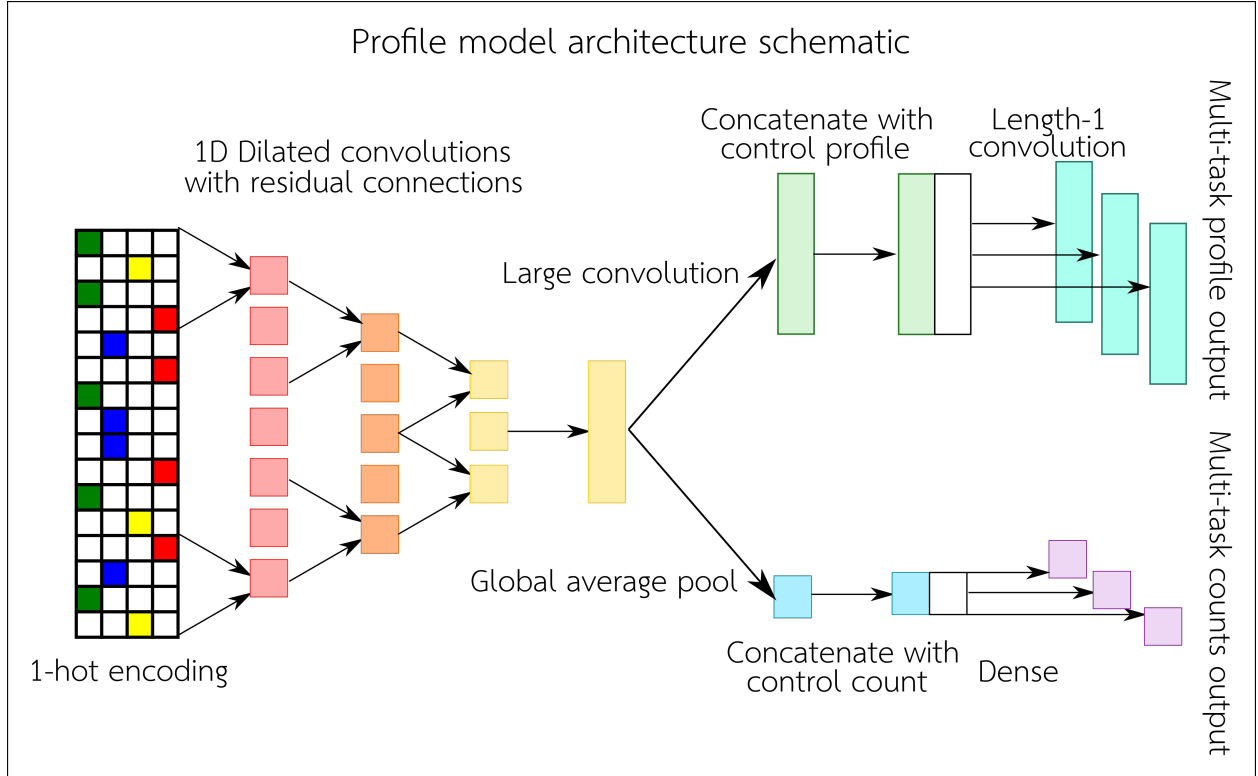 Profile model architecture schematic
1D Dilated convolutions
with residual connections
Concatenate with
control profile
Length-1
convolution
Multi-task profile output
Large convolution
Global average pool
Multi-task counts output
1-hot encoding
Concatenate with
control count
Dense